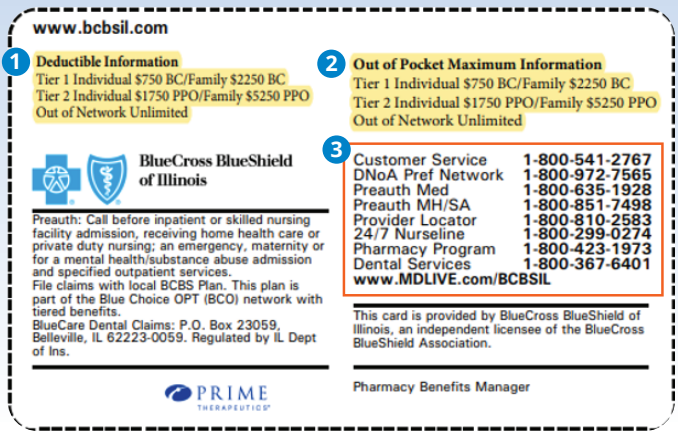 www.bcbsil.com
1
Deductible Information
Tier 1 Individual $750 BC/Family $2250 BC
Tier 2 Individual $1750 PPO/Family $5250 PPO
Out of Network Unlimited
2
Out of Pocket Maximum Information
Tier 1 Individual $750 BC/Family $2250 BC
Tier 2 Individual $1750 PPO/Family $5250 PPO
Out of Network Unlimited
BlueCross BlueShield
of Illinois
Preauth: Call before inpatient or skilled nursing
facility admission, receiving home health care or
private duty nursing; an emergency, maternity or
for a mental health/substance abuse admission
and specified outpatient services.
File claims with local BCBS Plan. This plan is
part of the Blue Choice OPT (BCO) network with
tiered benefits.
BlueCare Dental Claims: P.O. Box 23059,
Belleville, IL 62223-0059. Regulated by IL Dept
of Ins.
3
Customer Service 1-800-541-2767
DNoA Pref Network 1-800-972-7565
Preauth Med 1-800-635-1928
Preauth MH/SA 1-800-851-7498
Provider Locator 1-800-810-2583
24/7 Nurseline 1-800-299-0274
Pharmacy Program 1-800-423-1973
Dental Services 1-800-367-6401
www.MDLIVE.com/BCBSIL
This card is provided by BlueCross BlueShield of
Illinois, an independent licensee of the BlueCross
BlueShield Association.
PRIME
THERAPEUTICS®
Pharmacy Benefits Manager